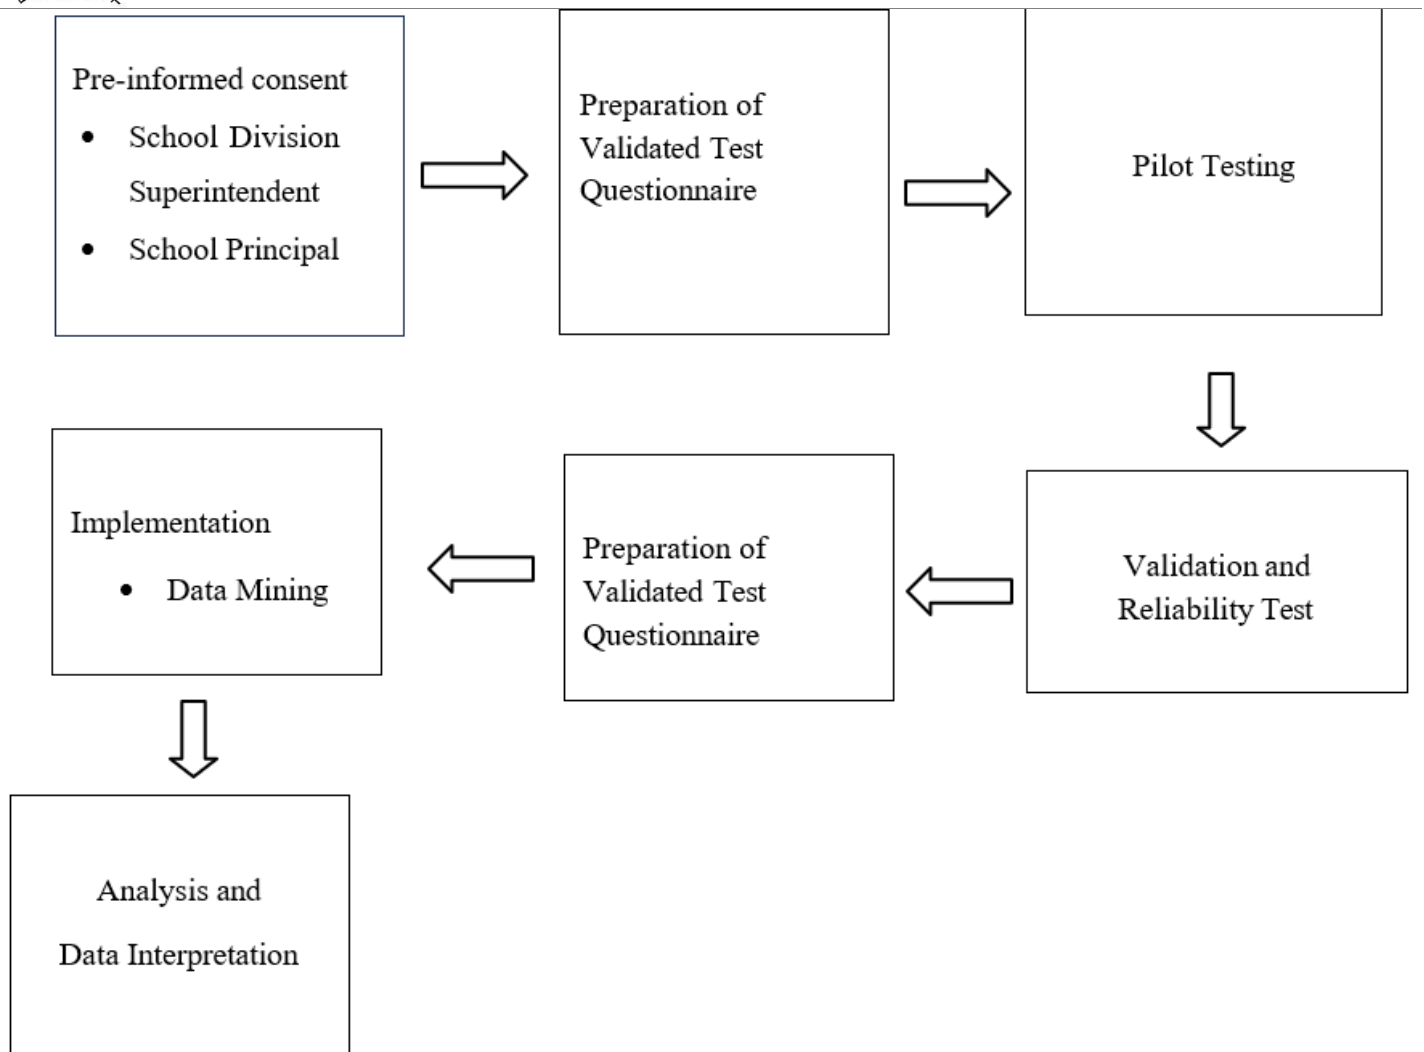 Pre-informed consent
• School Division
Superintendent
• School Principal
Preparation of
Validated Test
Questionnaire
Pilot Testing
Implementation
• Data Mining
Preparation of
Validated Test
Questionnaire
Validation and
Reliability Test
Analysis and
Data Interpretation